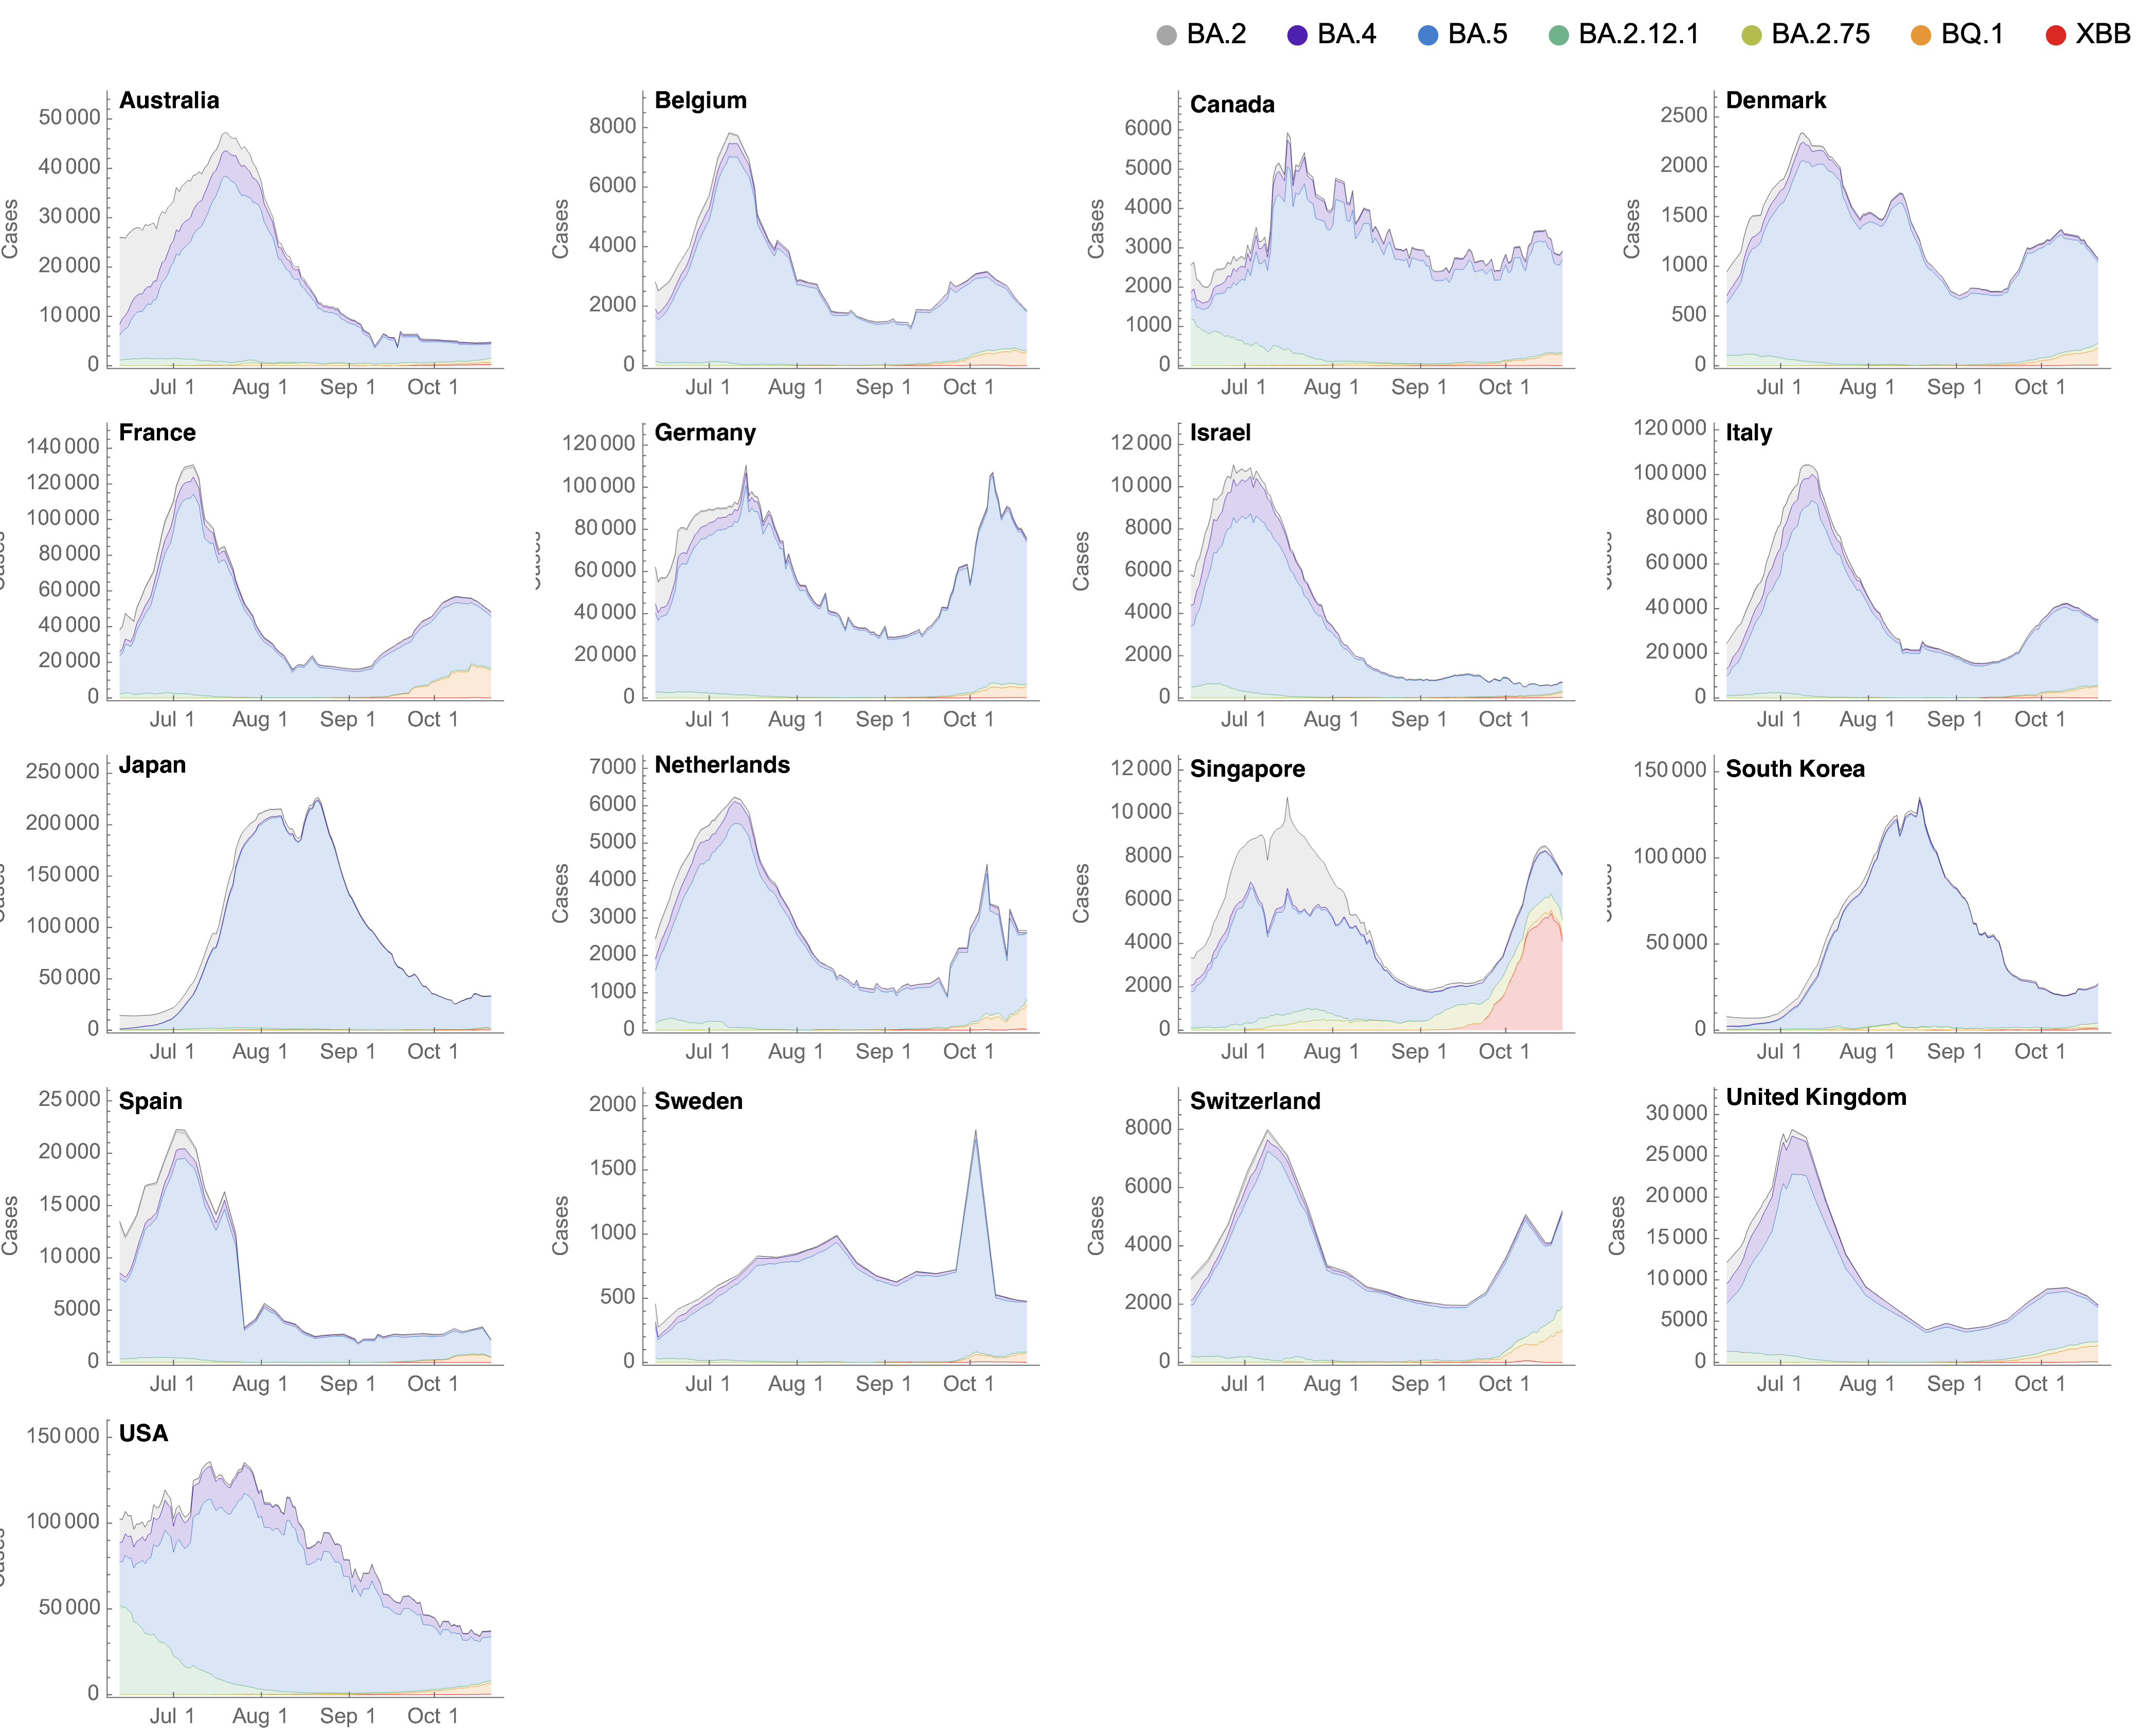 BA.2 BA.4 BA.5 BA.2.12.1 BA.2.75 BQ.1 XBB
Australia
50 000
40 000
30 000
20 000
10 000
0
Cases
Jul 1 Aug 1 Sep 1 Oct 1
Belgium
8000
6000
4000
2000
0
Cases
Jul 1 Aug 1 Sep 1 Oct 1
Canada
6000
5000
4000
3000
2000
1000
0
Cases
Jul 1 Aug 1 Sep 1 Oct 1
Denmark
2500
2000
1500
1000
500
0
Cases
Jul 1 Aug 1 Sep 1 Oct 1
France
140 000
120 000
100 000
80 000
60 000
40 000
20 000
0
Cases
Jul 1 Aug 1 Sep 1 Oct 1
Germany
120 000
100 000
80 000
60 000
40 000
20 000
0
Cases
Jul 1 Aug 1 Sep 1 Oct 1
Israel
12 000
10 000
8000
6000
4000
2000
0
Cases
Jul 1 Aug 1 Sep 1 Oct 1
Italy
120 000
100 000
80 000
60 000
40 000
20 000
0
Cases
Jul 1 Aug 1 Sep 1 Oct 1
Japan
250 000
200 000
150 000
100 000
50 000
0
Cases
Jul 1 Aug 1 Sep 1 Oct 1
Netherlands
7000
6000
5000
4000
3000
2000
1000
0
Cases
Jul 1 Aug 1 Sep 1 Oct 1
Singapore
12 000
10 000
8000
6000
4000
2000
0
Cases
Jul 1 Aug 1 Sep 1 Oct 1
South Korea
150 000
100 000
50 000
0
Cases
Jul 1 Aug 1 Sep 1 Oct 1
Spain
25 000
20 000
15 000
10 000
5000
0
Cases
Jul 1 Aug 1 Sep 1 Oct 1
Sweden
2000
1500
1000
500
0
Cases
Jul 1 Aug 1 Sep 1 Oct 1
Switzerland
8000
6000
4000
2000
0
Cases
Jul 1 Aug 1 Sep 1 Oct 1
United Kingdom
30 000
25 000
20 000
15 000
10 000
5000
0
Cases
Jul 1 Aug 1 Sep 1 Oct 1
USA
150 000
100 000
50 000
0
Cases
Jul 1 Aug 1 Sep 1 Oct 1